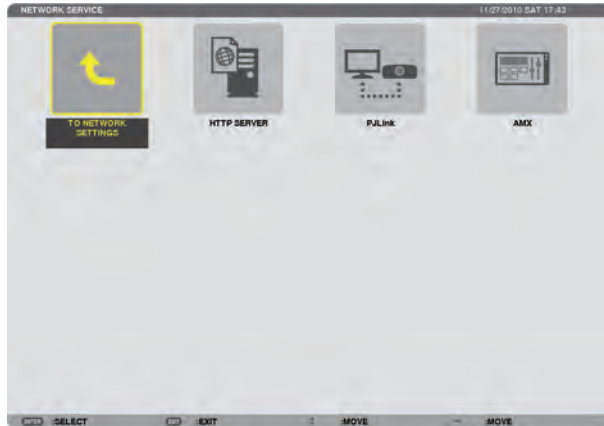 NETWORK SERVICE 11/27/2010 SAT 17:43
TO NETWORK
SETTINGS
HTTP SERVER
PJLink
AMX
ENTER :SELECT EXIT :EXIT :MOVE :MOVE